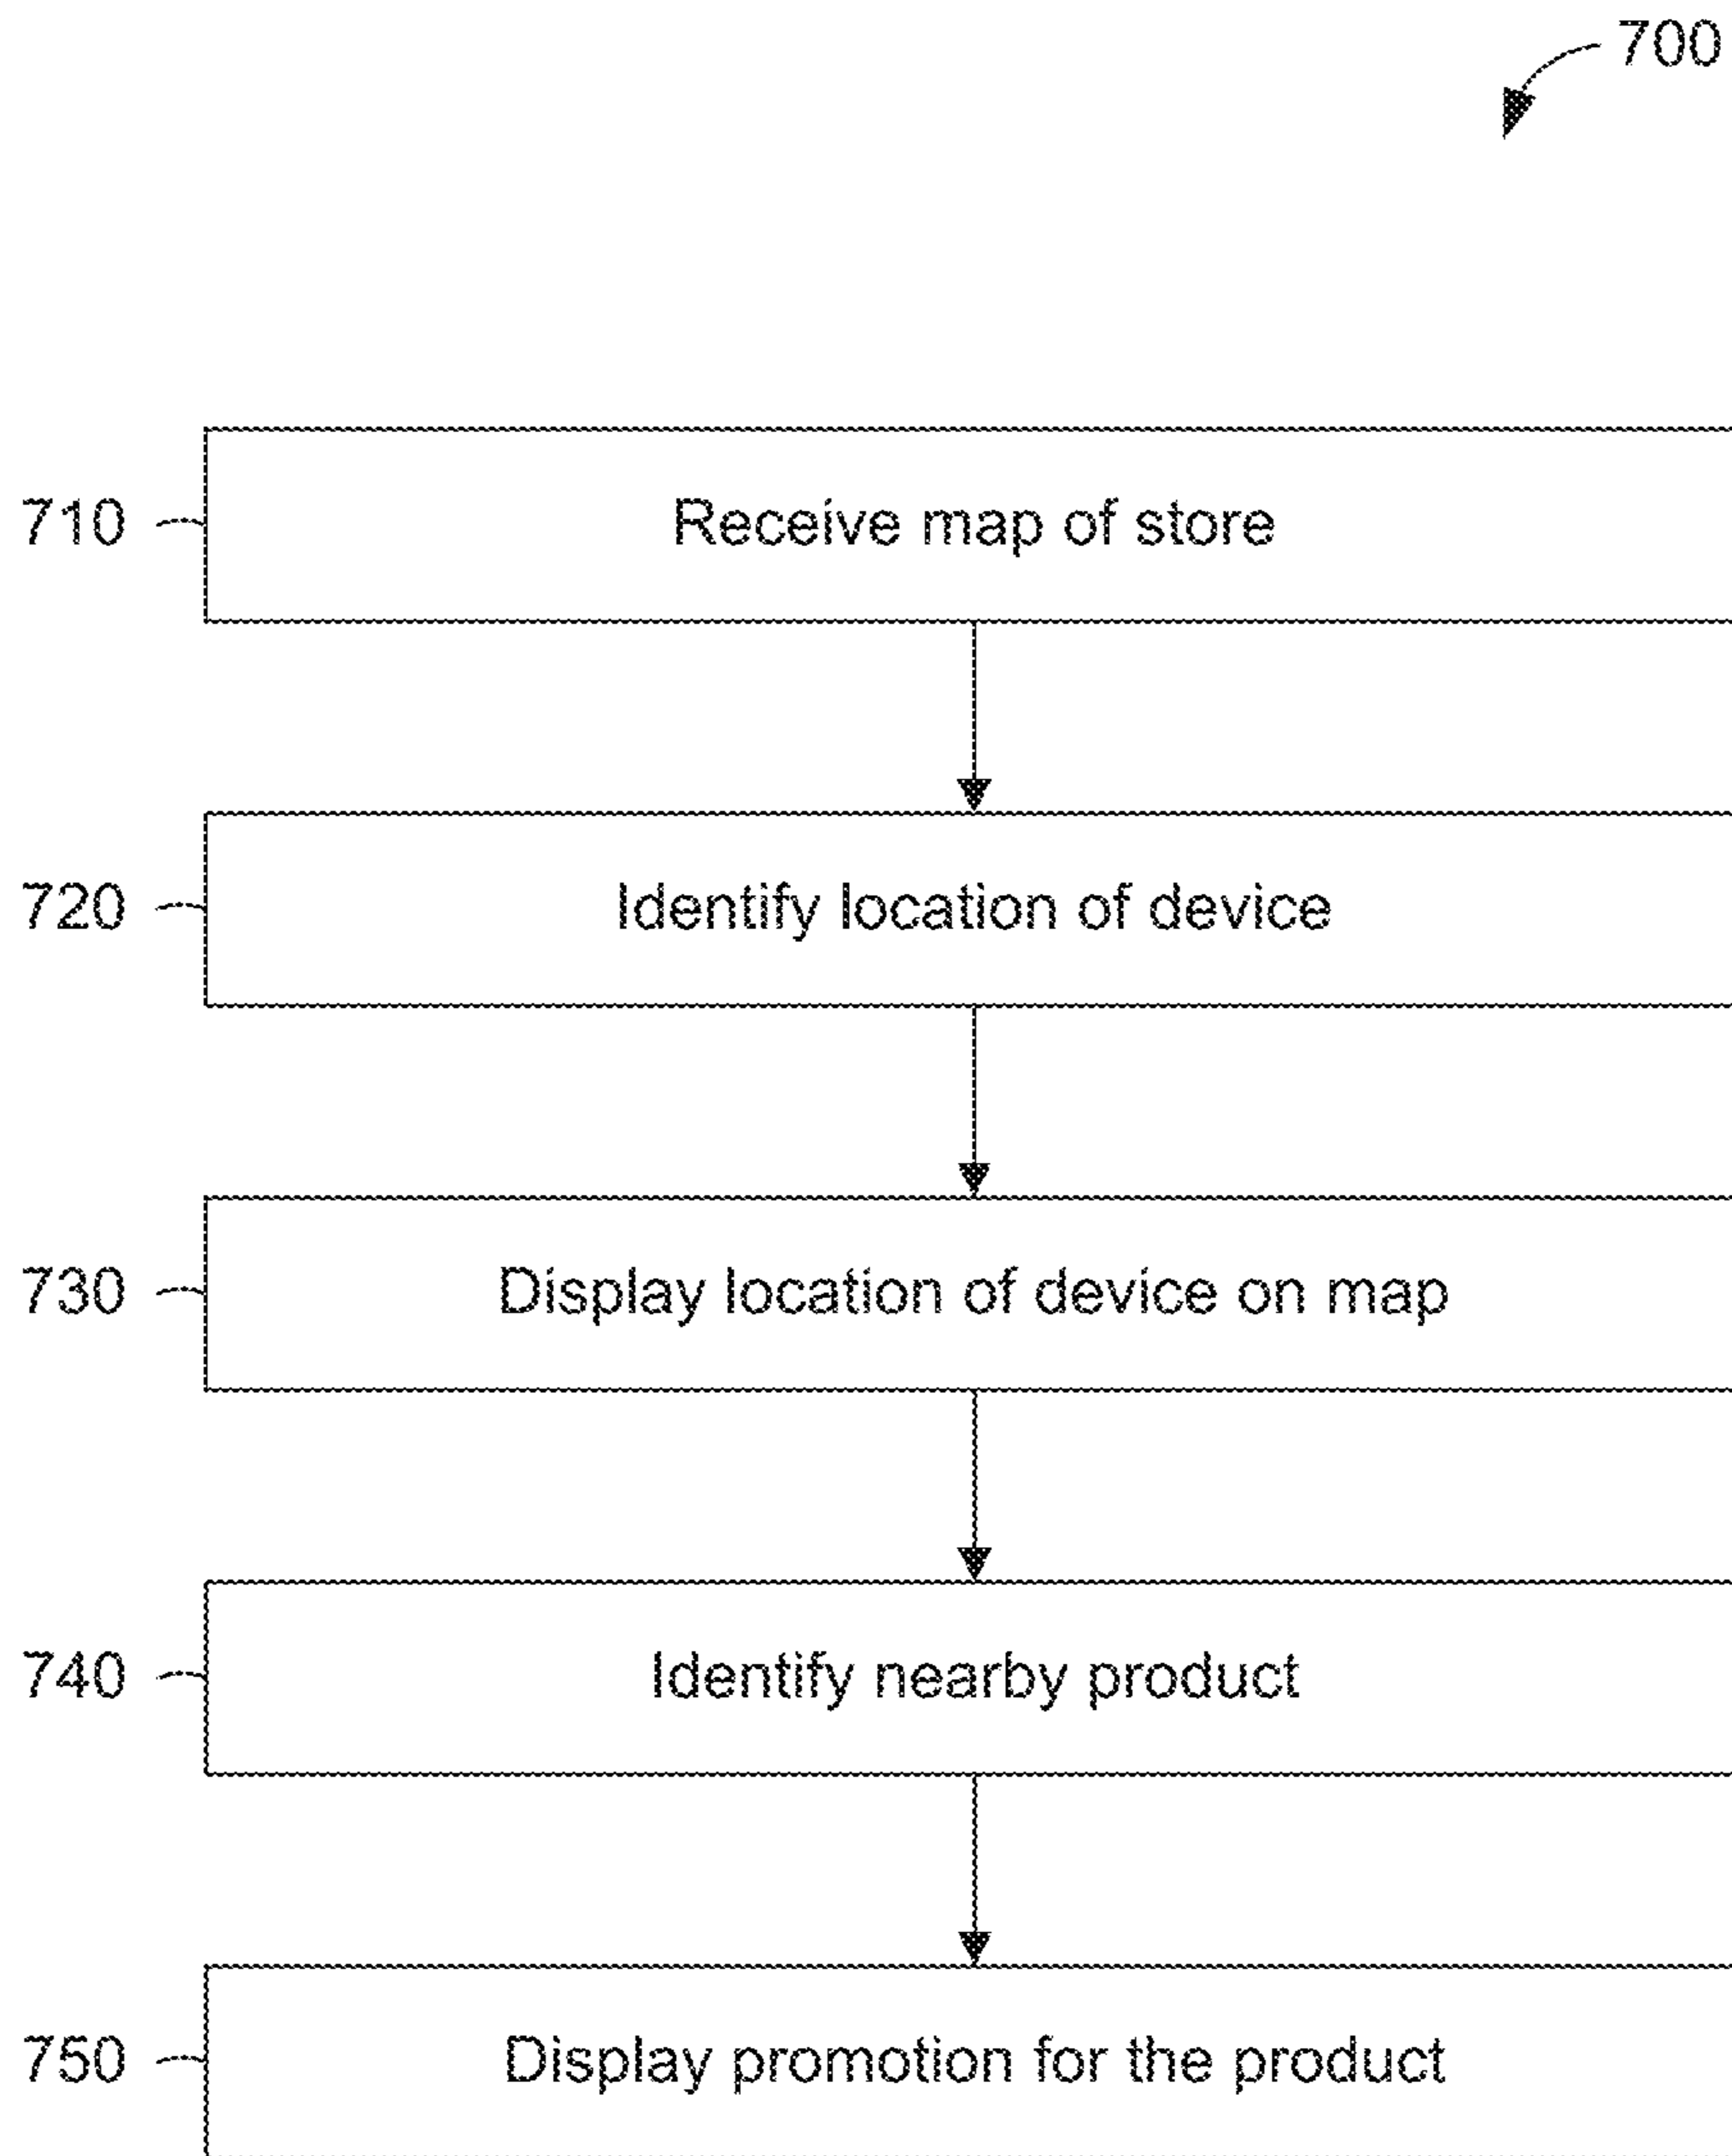 700
710 Receive map of store
720 Identify location of device
730 Display location of device on map
740 Identify nearby product
750 Display promotion for the product